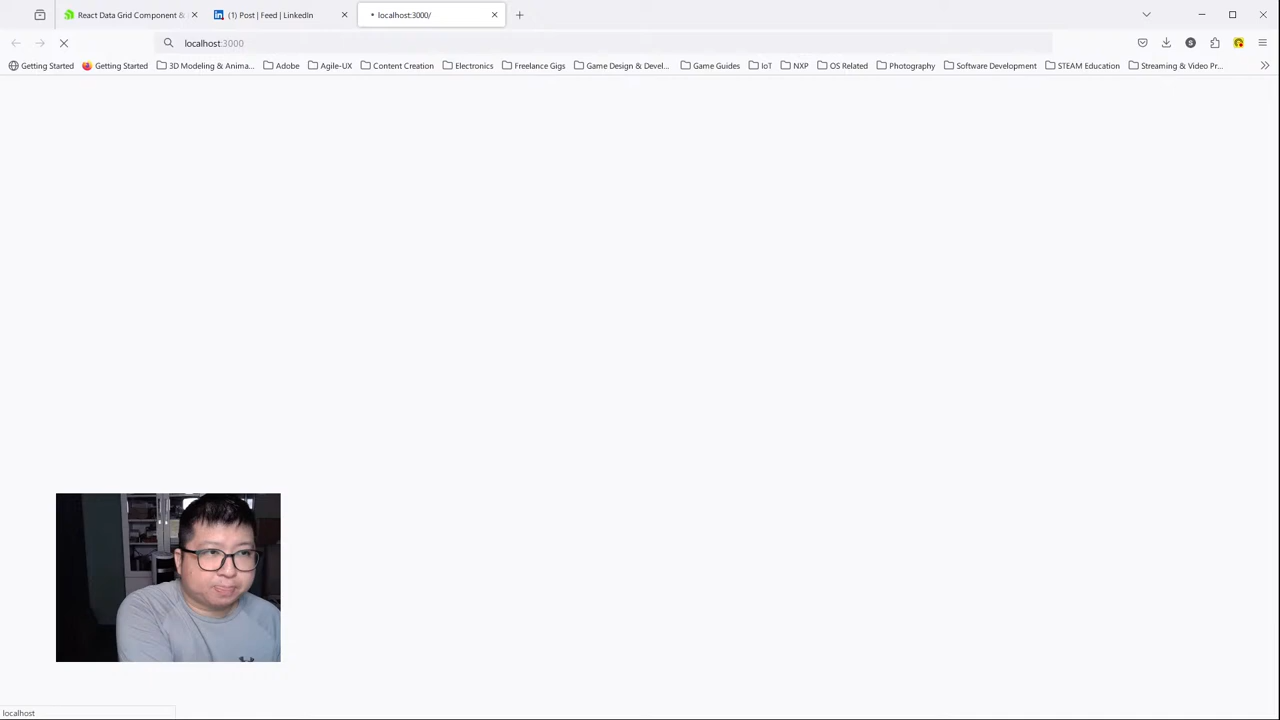 React Data Grid Component &
(1) Post | Feed | LinkedIn
localhost:3000/
localhost:3000
Getting Started
Getting Started
3D Modeling & Anima...
Adobe
Agile-UX
Content Creation
Electronics
Freelance Gigs
Game Design & Devel...
Game Guides
IoT
NXP
OS Related
Photography
Software Development
STEAM Education
Streaming & Video Pr...
localhost